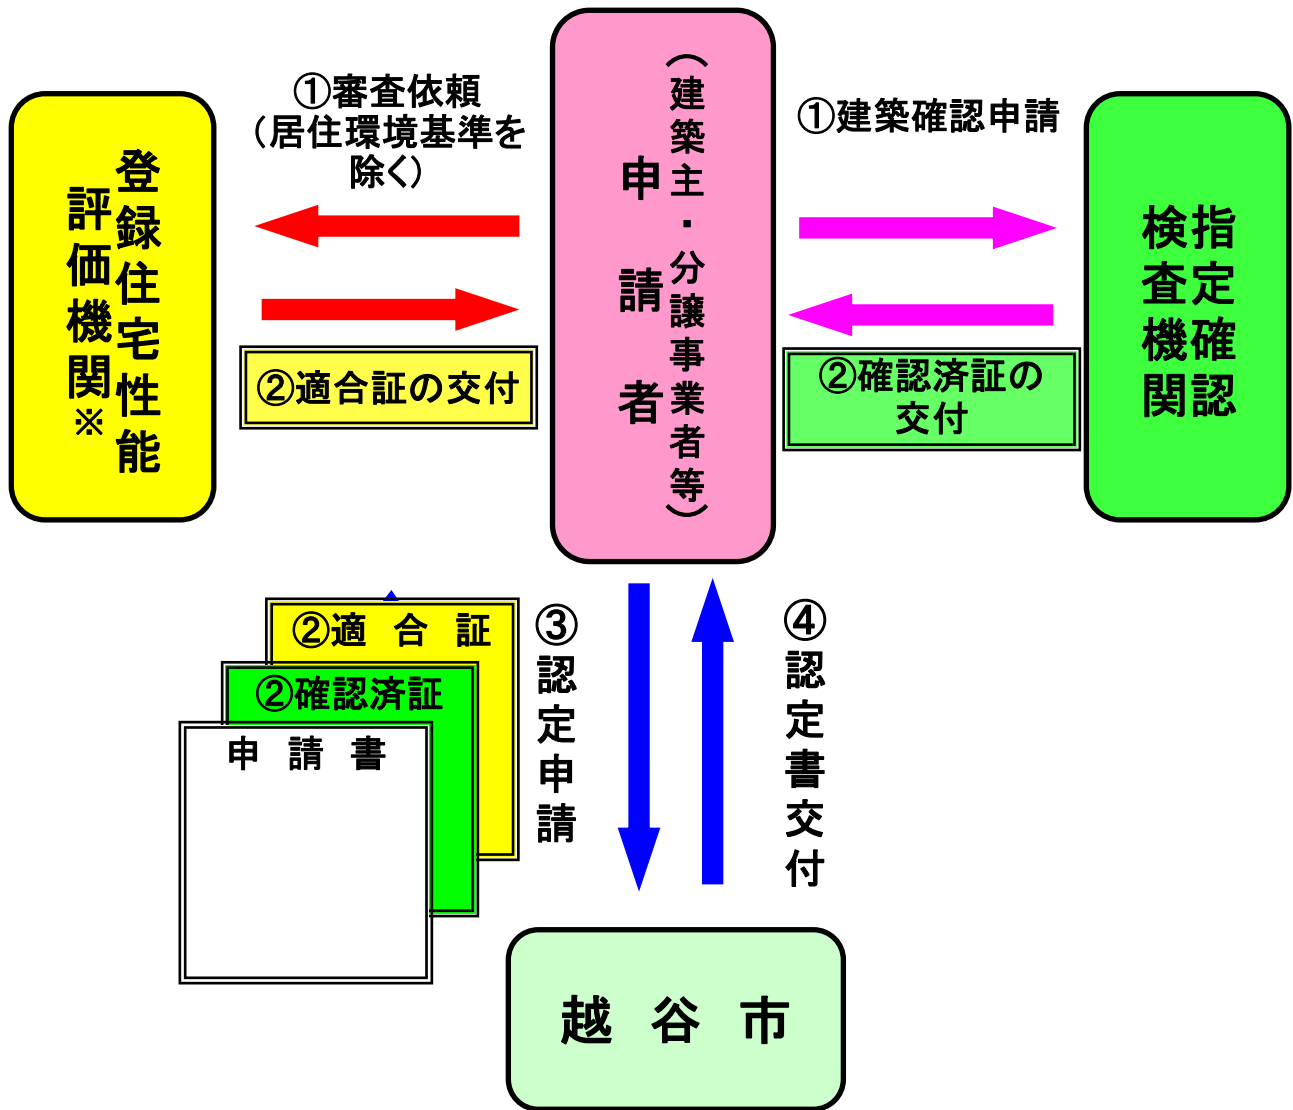 ①審査依頼
（居住環境基準を
除く）
登録住宅性能
評価機関※
②適合証の交付
（建築主・分譲事業者等）
申請者
①建築確認申請
②確認済証の
交付
指定確認
検査機関
②適 合 証
②確認済証
申 請 書
③認定申請
④認定書交付
越 谷 市